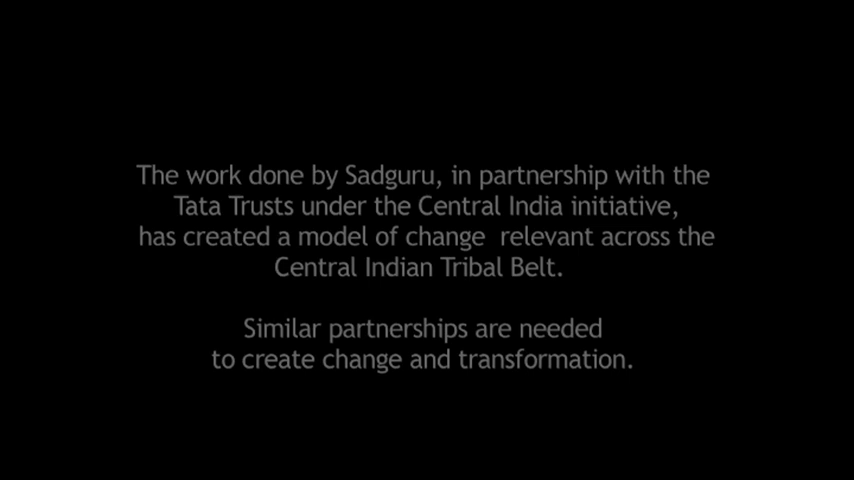 The work done by Sadguru, in partnership with the
Tata Trusts under the Central India initiative,
has created a model of change relevant across the
Central Indian Tribal Belt.
Similar partnerships are needed
to create change and transformation.